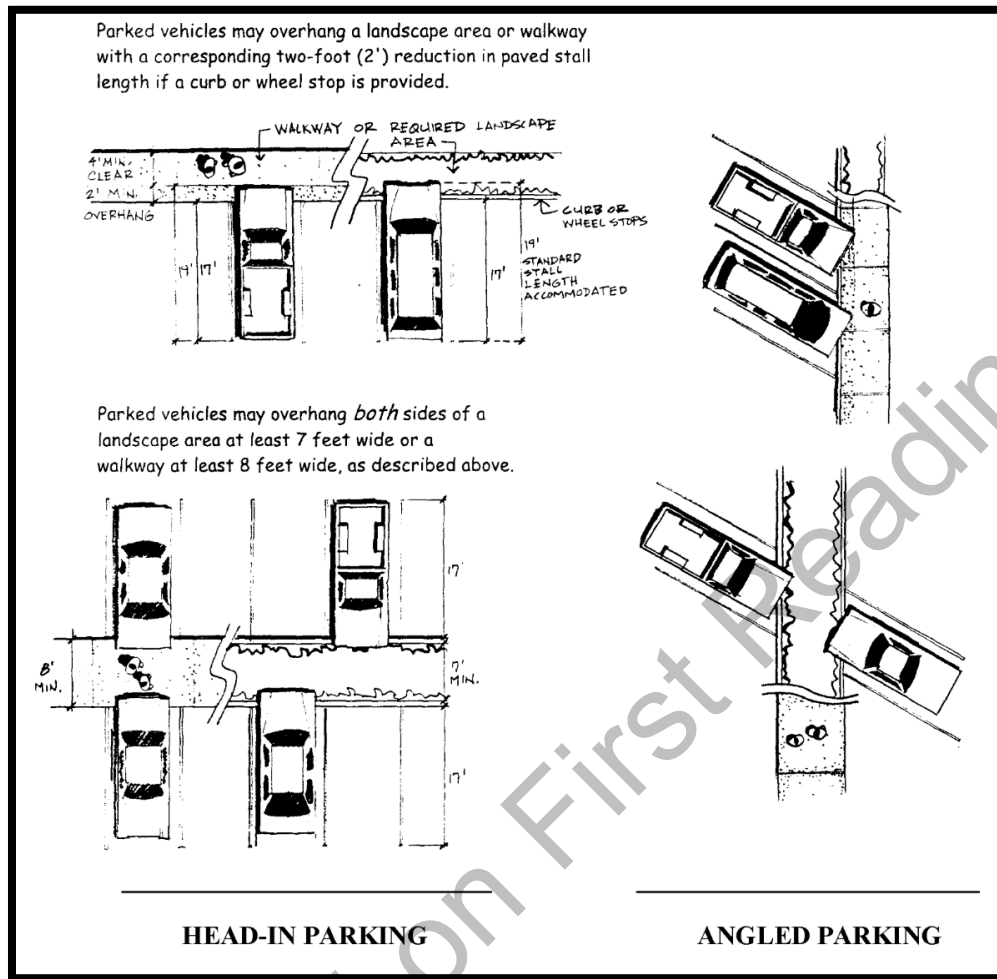 Parked vehicles may overhang a landscape area or walkway
with a corresponding two-foot (2') reduction in paved stall
length if a curb or wheel stop is provided.
WALKWAY OR REQUIRED LANDSCAPE
AREA
4' MIN.
CLEAR
2' MIN.
OVERHANG
CURB OR
WHEEL STOPS
19'
17'
17'
19'
STANDARD
STALL
LENGTH
ACCOMMODATED
Parked vehicles may overhang both sides of a
landscape area at least 7 feet wide or a
walkway at least 8 feet wide, as described above.
17'
8'
MIN.
7'
MIN.
17'
HEAD-IN PARKING
ANGLED PARKING
on First Readin